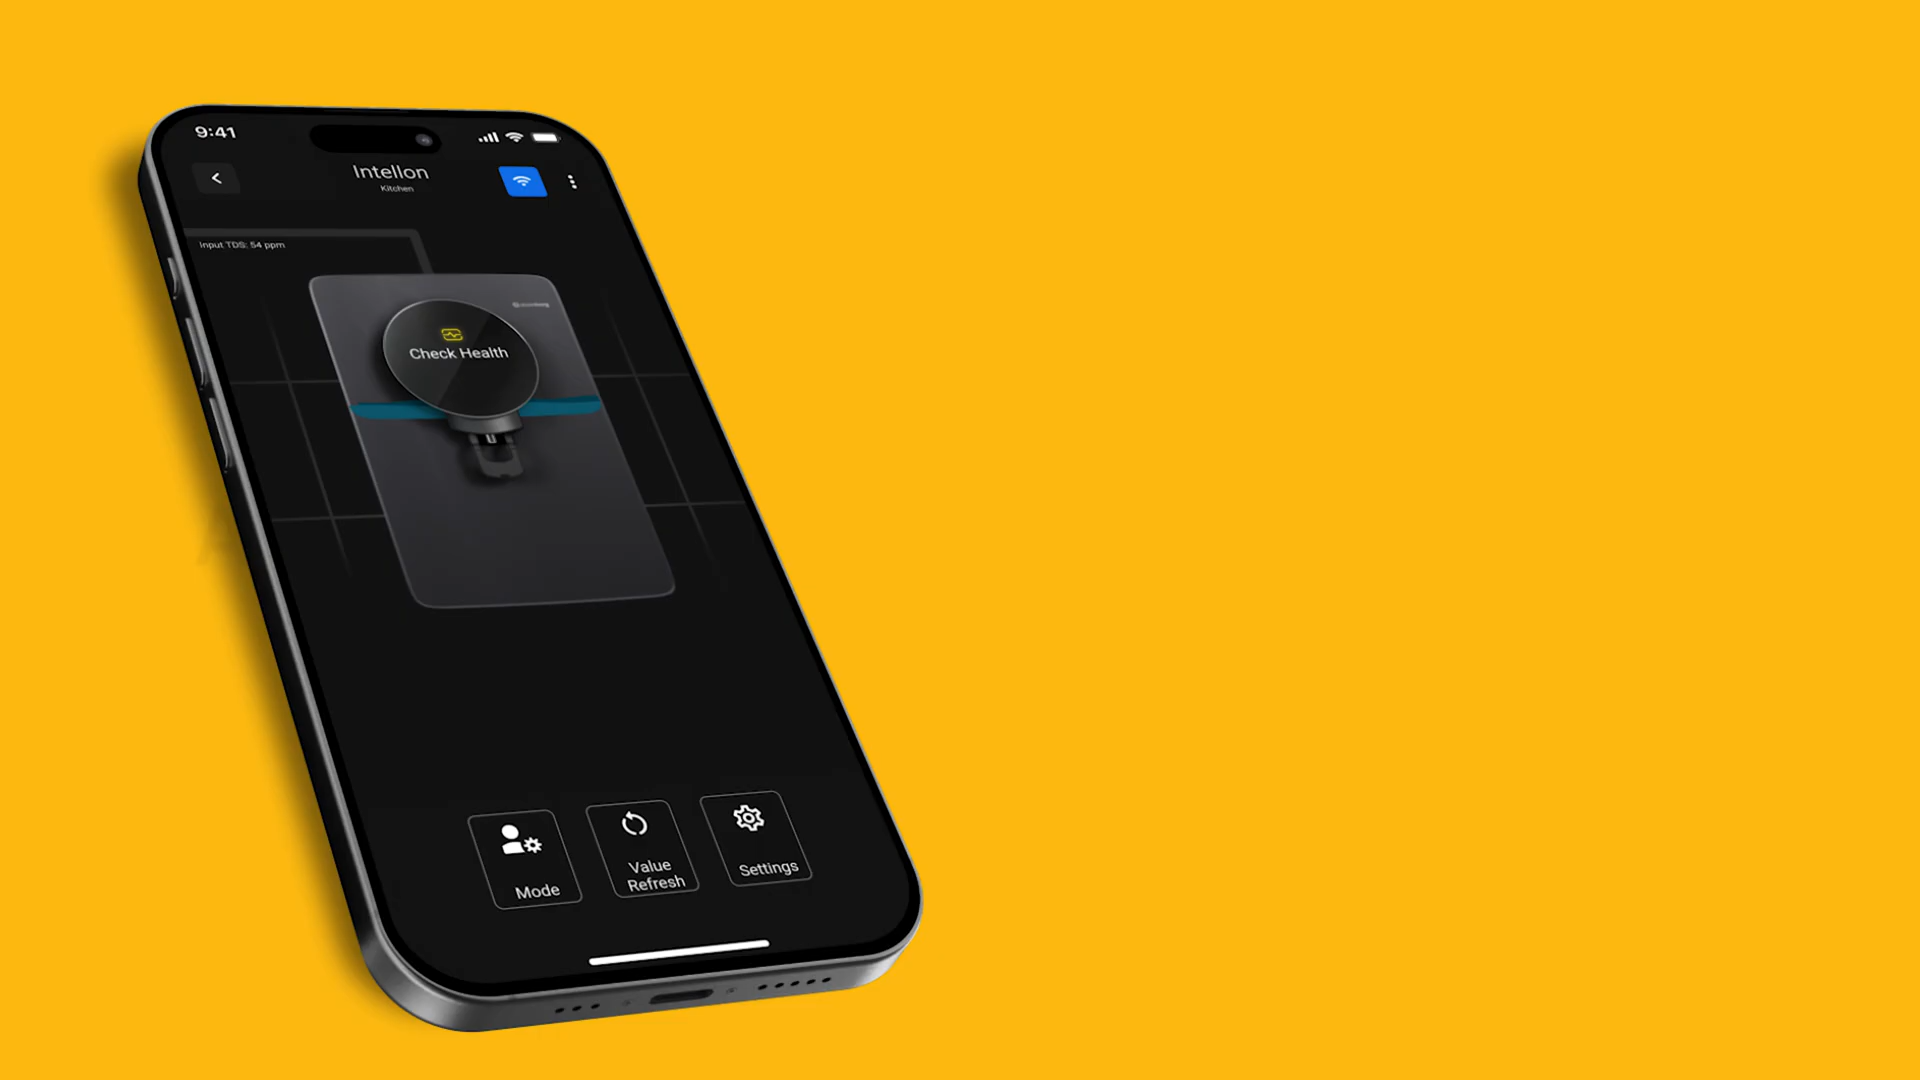 9:41
Intellon
Kitchen
Input TDS: 54 ppm
Check Health
Mode
Value
Refresh
Settings